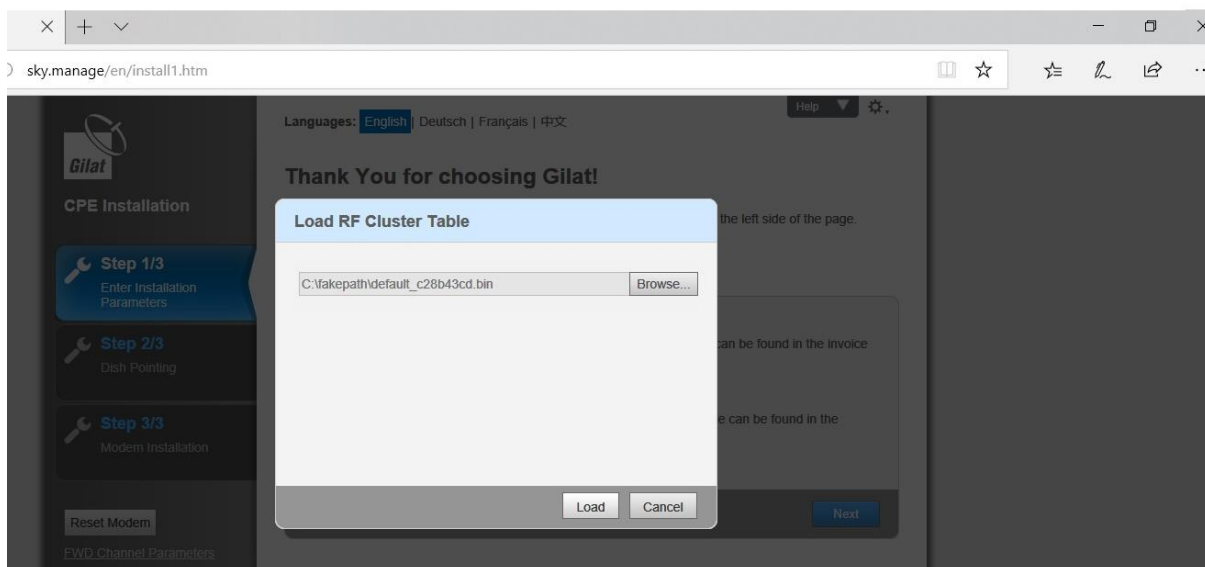 sky.manage/en/install1.htm
Languages: English | Deutsch | Français | 中文
Help
Gilat
Thank You for choosing Gilat!
CPE Installation
the left side of the page.
Load RF Cluster Table
Step 1/3
Enter Installation
Parameters
C:\fakepath\default_c28b43cd.bin
Browse...
Step 2/3
Dish Pointing
can be found in the invoice
Step 3/3
Modem Installation
e can be found in the
Load
Cancel
Reset Modem
Next
FWD Channel Parameters